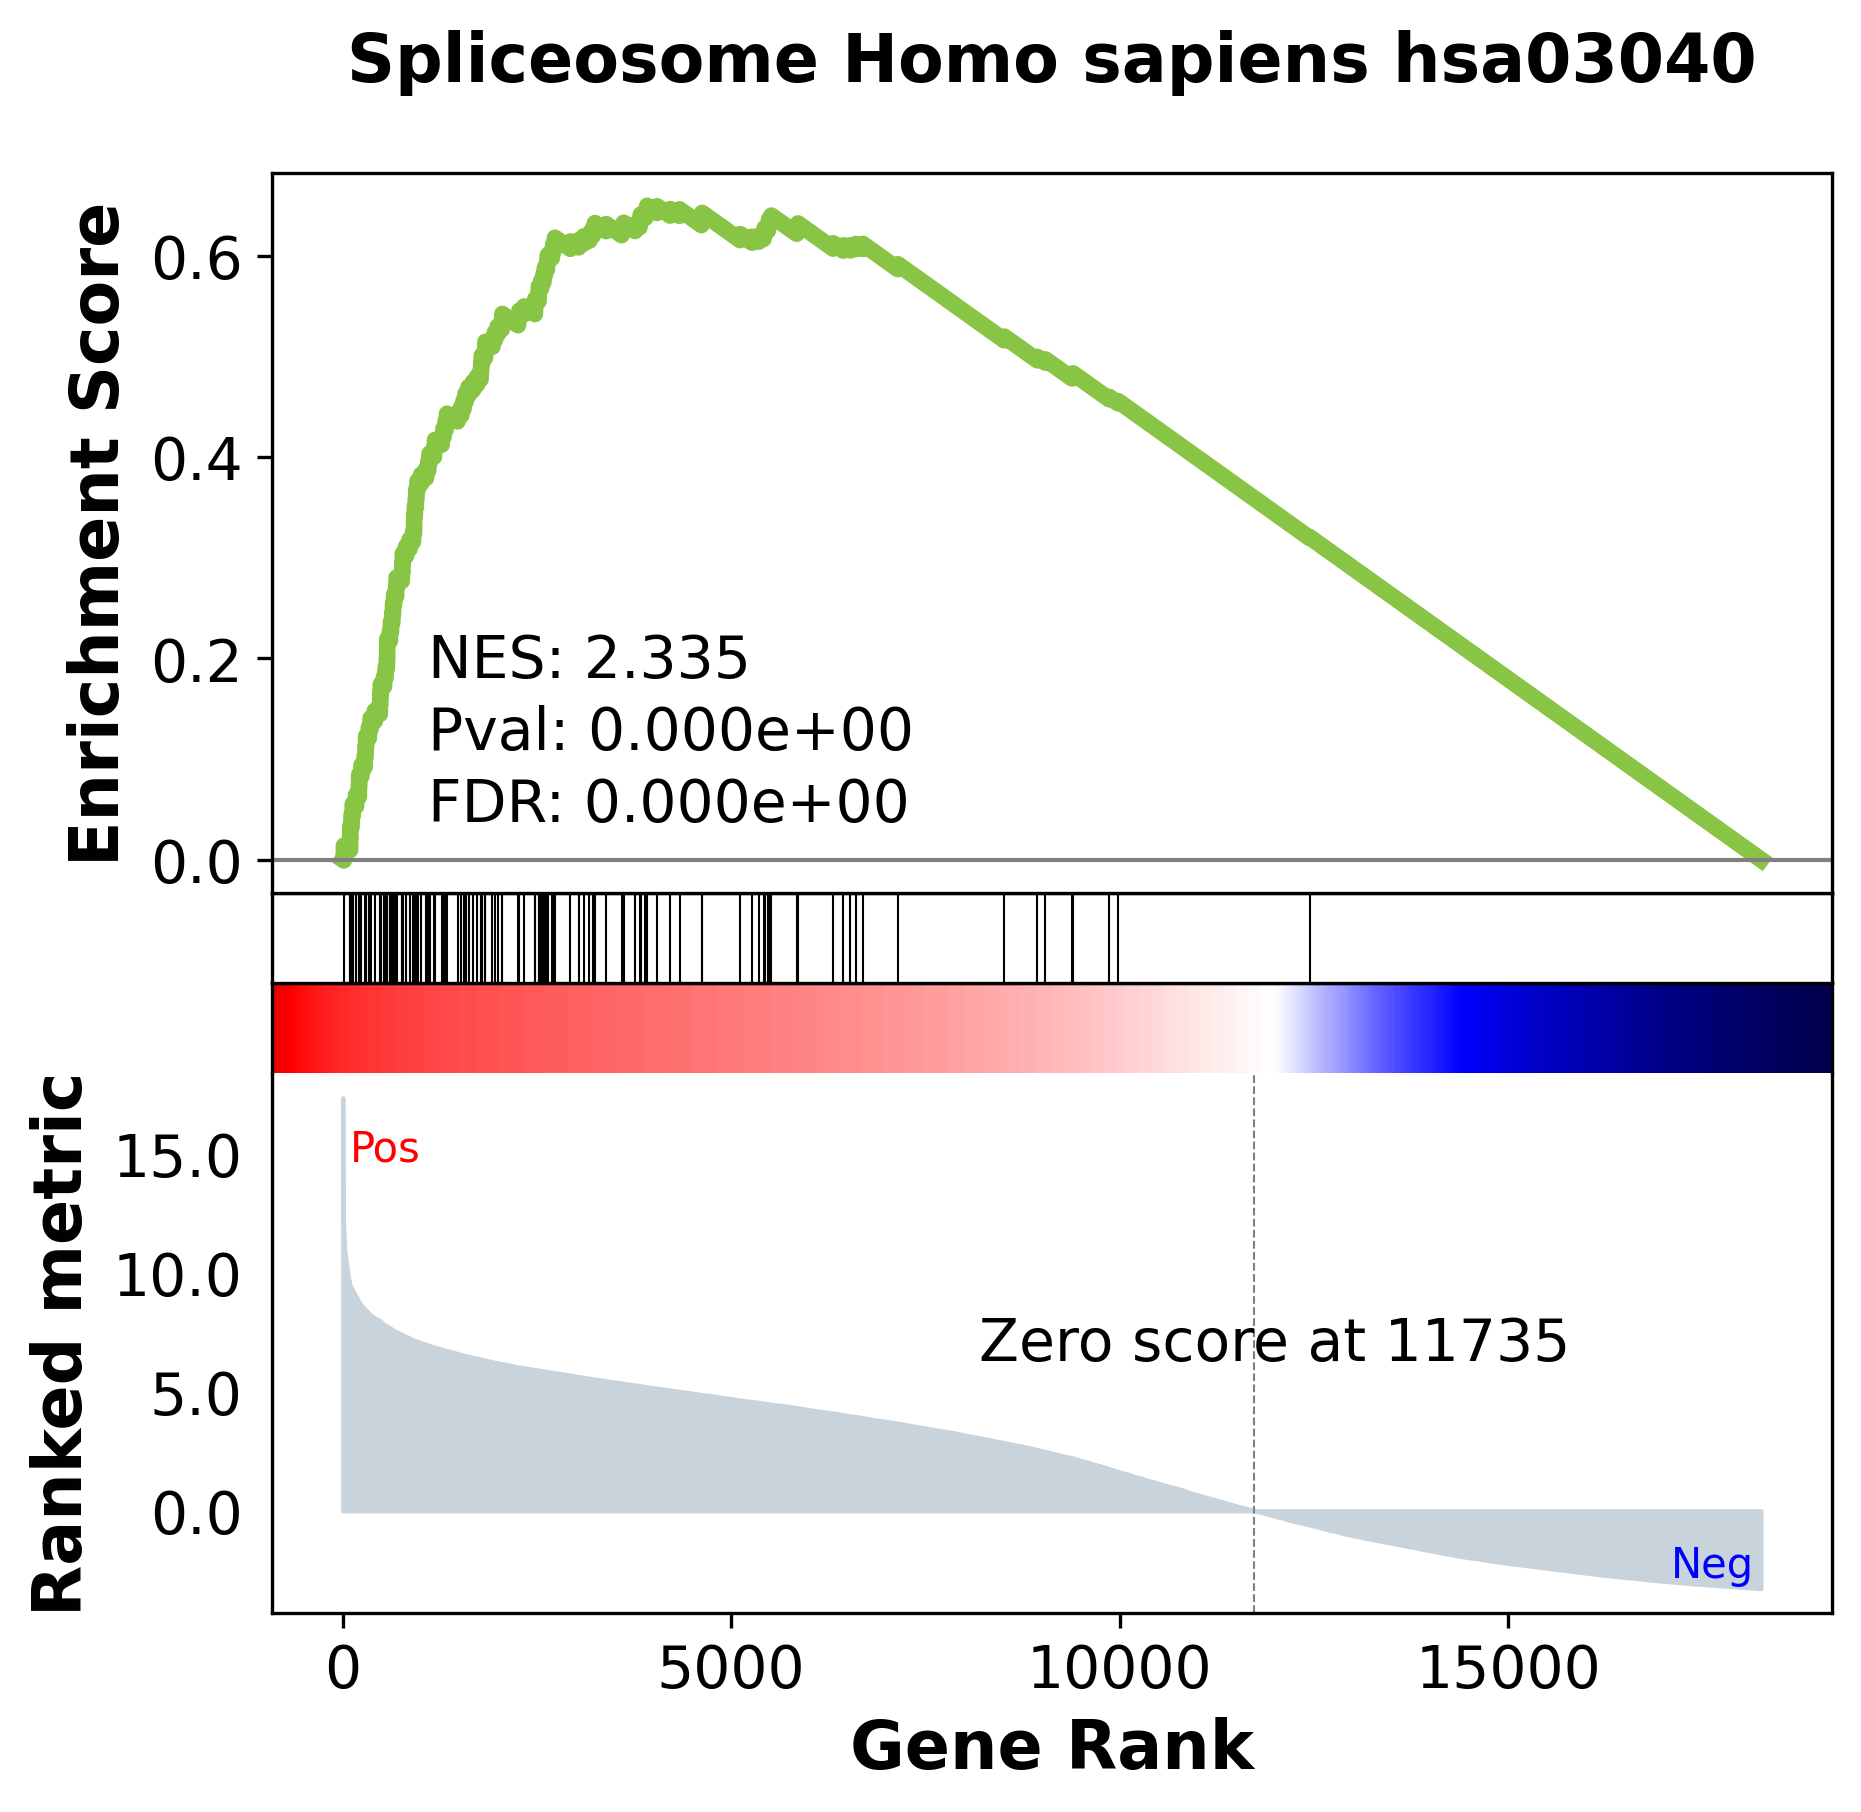 Spliceosome Homo sapiens hsa03040
Enrichment Score
0.6
0.4
0.2
0.0
NES: 2.335
Pval: 0.000e+00
FDR: 0.000e+00
Ranked metric
15.0
10.0
5.0
0.0
Pos
Zero score at 11735
Neg
0 5000 10000 15000
Gene Rank